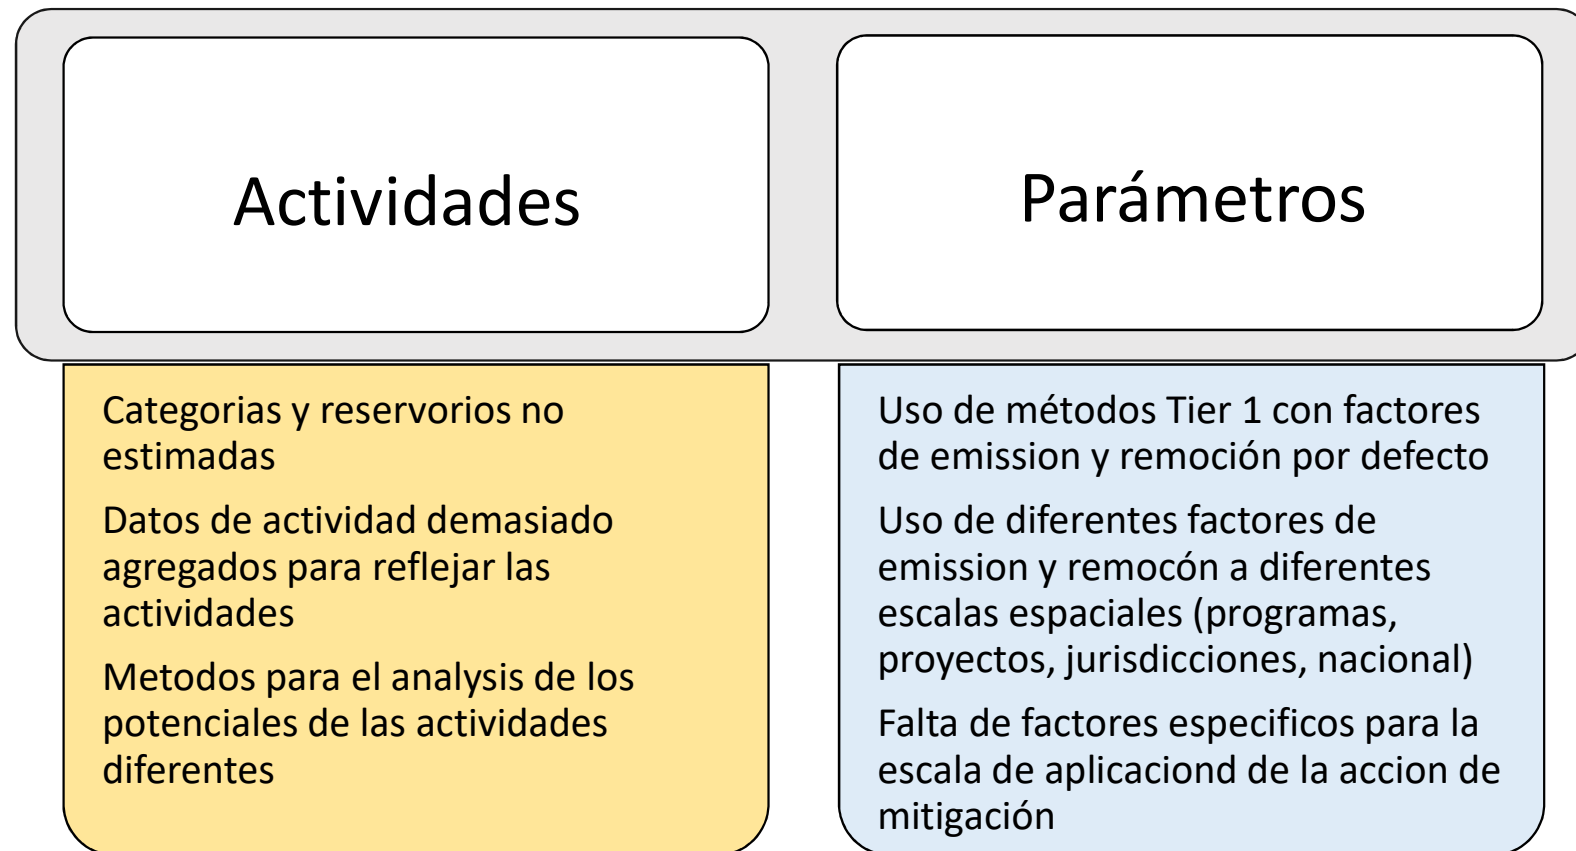 Actividades
Parámetros
Categorias y reservorios no
estimadas
Datos de actividad demasiado
agregados para reflejar las
actividades
Metodos para el analysis de los
potenciales de las actividades
diferentes
Uso de métodos Tier 1 con factores
de emission y remoción por defecto
Uso de diferentes factores de
emission y remocón a diferentes
escalas espaciales (programas,
proyectos, jurisdicciones, nacional)
Falta de factores especificos para la
escala de aplicaciond de la accion de
mitigación